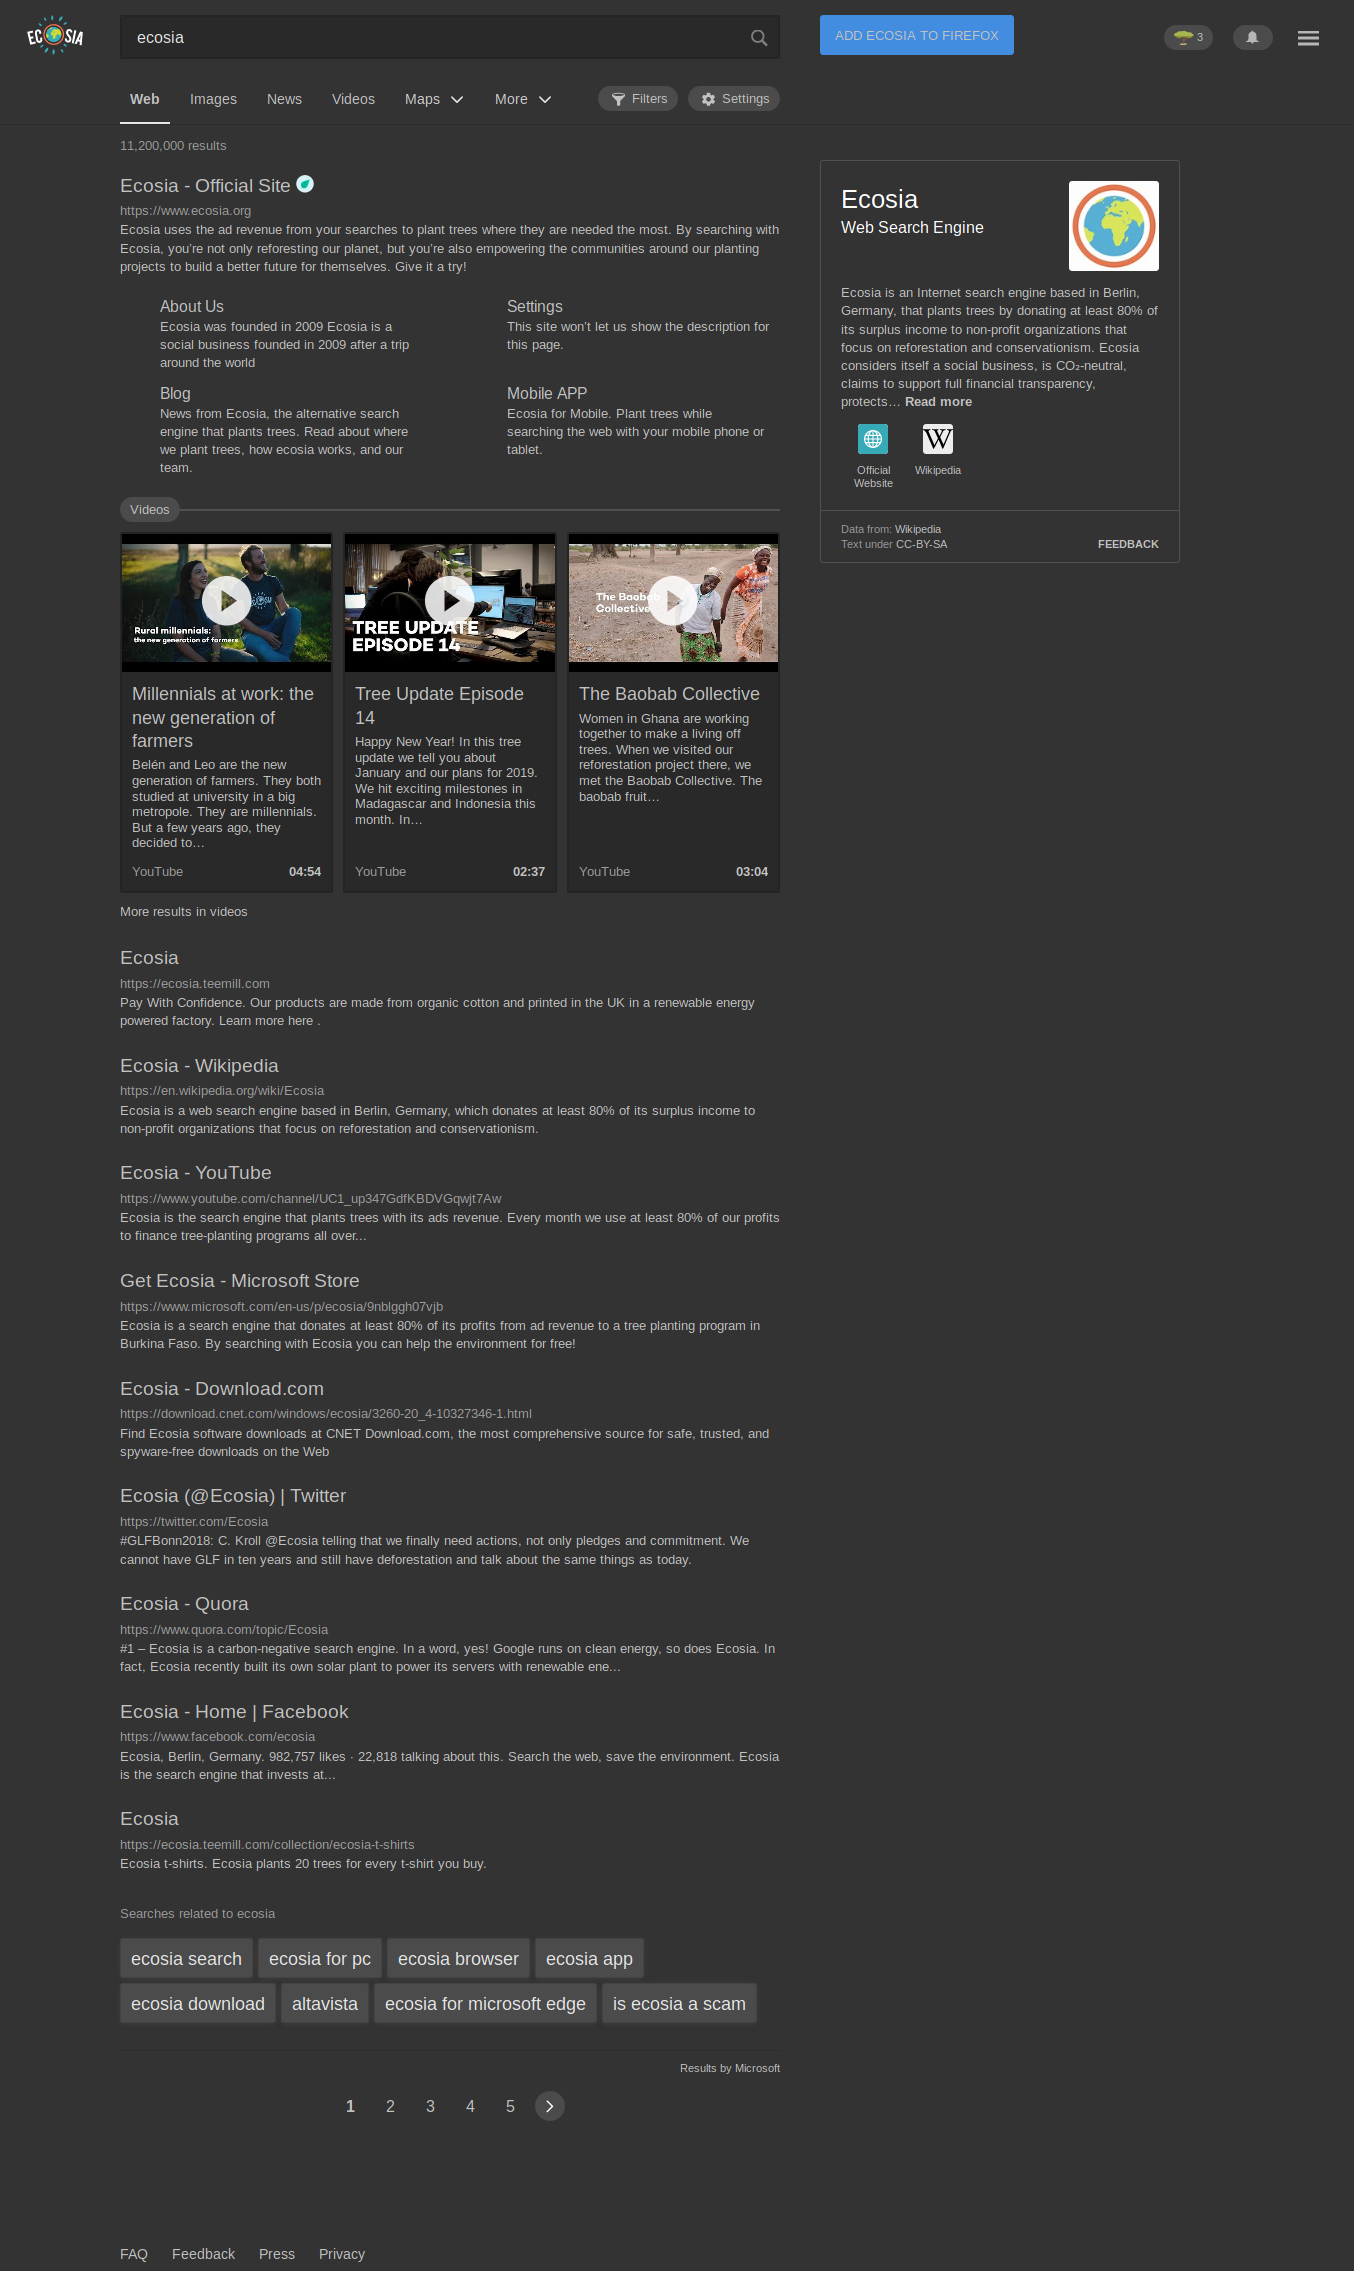 ECOSIA
ecosia
ADD ECOSIA TO FIREFOX
3
Web
Images
News
Videos
Maps
More
Filters
Settings
11,200,000 results
Ecosia - Official Site
https://www.ecosia.org
Ecosia uses the ad revenue from your searches to plant trees where they are needed the most. By searching with
Ecosia, you’re not only reforesting our planet, but you’re also empowering the communities around our planting
projects to build a better future for themselves. Give it a try!
About Us
Ecosia was founded in 2009 Ecosia is a
social business founded in 2009 after a trip
around the world
Settings
This site won’t let us show the description for
this page.
Blog
News from Ecosia, the alternative search
engine that plants trees. Read about where
we plant trees, how ecosia works, and our
team.
Mobile APP
Ecosia for Mobile. Plant trees while
searching the web with your mobile phone or
tablet.
Videos
ECOSIA
Rural millennials:
the new generation of farmers
Millennials at work: the
new generation of
farmers
Belén and Leo are the new
generation of farmers. They both
studied at university in a big
metropole. They are millennials.
But a few years ago, they
decided to…
YouTube
04:54
TREE UPDATE
EPISODE 14
Tree Update Episode
14
Happy New Year! In this tree
update we tell you about
January and our plans for 2019.
We hit exciting milestones in
Madagascar and Indonesia this
month. In…
YouTube
02:37
The Baobab
Collective
The Baobab Collective
Women in Ghana are working
together to make a living off
trees. When we visited our
reforestation project there, we
met the Baobab Collective. The
baobab fruit…
YouTube
03:04
More results in videos
Ecosia
https://ecosia.teemill.com
Pay With Confidence. Our products are made from organic cotton and printed in the UK in a renewable energy
powered factory. Learn more here .
Ecosia - Wikipedia
https://en.wikipedia.org/wiki/Ecosia
Ecosia is a web search engine based in Berlin, Germany, which donates at least 80% of its surplus income to
non-profit organizations that focus on reforestation and conservationism.
Ecosia - YouTube
https://www.youtube.com/channel/UC1_up347GdfKBDVGqwjt7Aw
Ecosia is the search engine that plants trees with its ads revenue. Every month we use at least 80% of our profits
to finance tree-planting programs all over...
Get Ecosia - Microsoft Store
https://www.microsoft.com/en-us/p/ecosia/9nblggh07vjb
Ecosia is a search engine that donates at least 80% of its profits from ad revenue to a tree planting program in
Burkina Faso. By searching with Ecosia you can help the environment for free!
Ecosia - Download.com
https://download.cnet.com/windows/ecosia/3260-20_4-10327346-1.html
Find Ecosia software downloads at CNET Download.com, the most comprehensive source for safe, trusted, and
spyware-free downloads on the Web
Ecosia (@Ecosia) | Twitter
https://twitter.com/Ecosia
#GLFBonn2018: C. Kroll @Ecosia telling that we finally need actions, not only pledges and commitment. We
cannot have GLF in ten years and still have deforestation and talk about the same things as today.
Ecosia - Quora
https://www.quora.com/topic/Ecosia
#1 – Ecosia is a carbon-negative search engine. In a word, yes! Google runs on clean energy, so does Ecosia. In
fact, Ecosia recently built its own solar plant to power its servers with renewable ene...
Ecosia - Home | Facebook
https://www.facebook.com/ecosia
Ecosia, Berlin, Germany. 982,757 likes · 22,818 talking about this. Search the web, save the environment. Ecosia
is the search engine that invests at...
Ecosia
https://ecosia.teemill.com/collection/ecosia-t-shirts
Ecosia t-shirts. Ecosia plants 20 trees for every t-shirt you buy.
Searches related to ecosia
ecosia search
ecosia for pc
ecosia browser
ecosia app
ecosia download
altavista
ecosia for microsoft edge
is ecosia a scam
Results by Microsoft
1
2
3
4
5
FAQ
Feedback
Press
Privacy
Ecosia
Web Search Engine
Ecosia is an Internet search engine based in Berlin,
Germany, that plants trees by donating at least 80% of
its surplus income to non-profit organizations that
focus on reforestation and conservationism. Ecosia
considers itself a social business, is CO₂-neutral,
claims to support full financial transparency,
protects… Read more
W
Official
Website
Wikipedia
Data from: Wikipedia
Text under CC-BY-SA
FEEDBACK